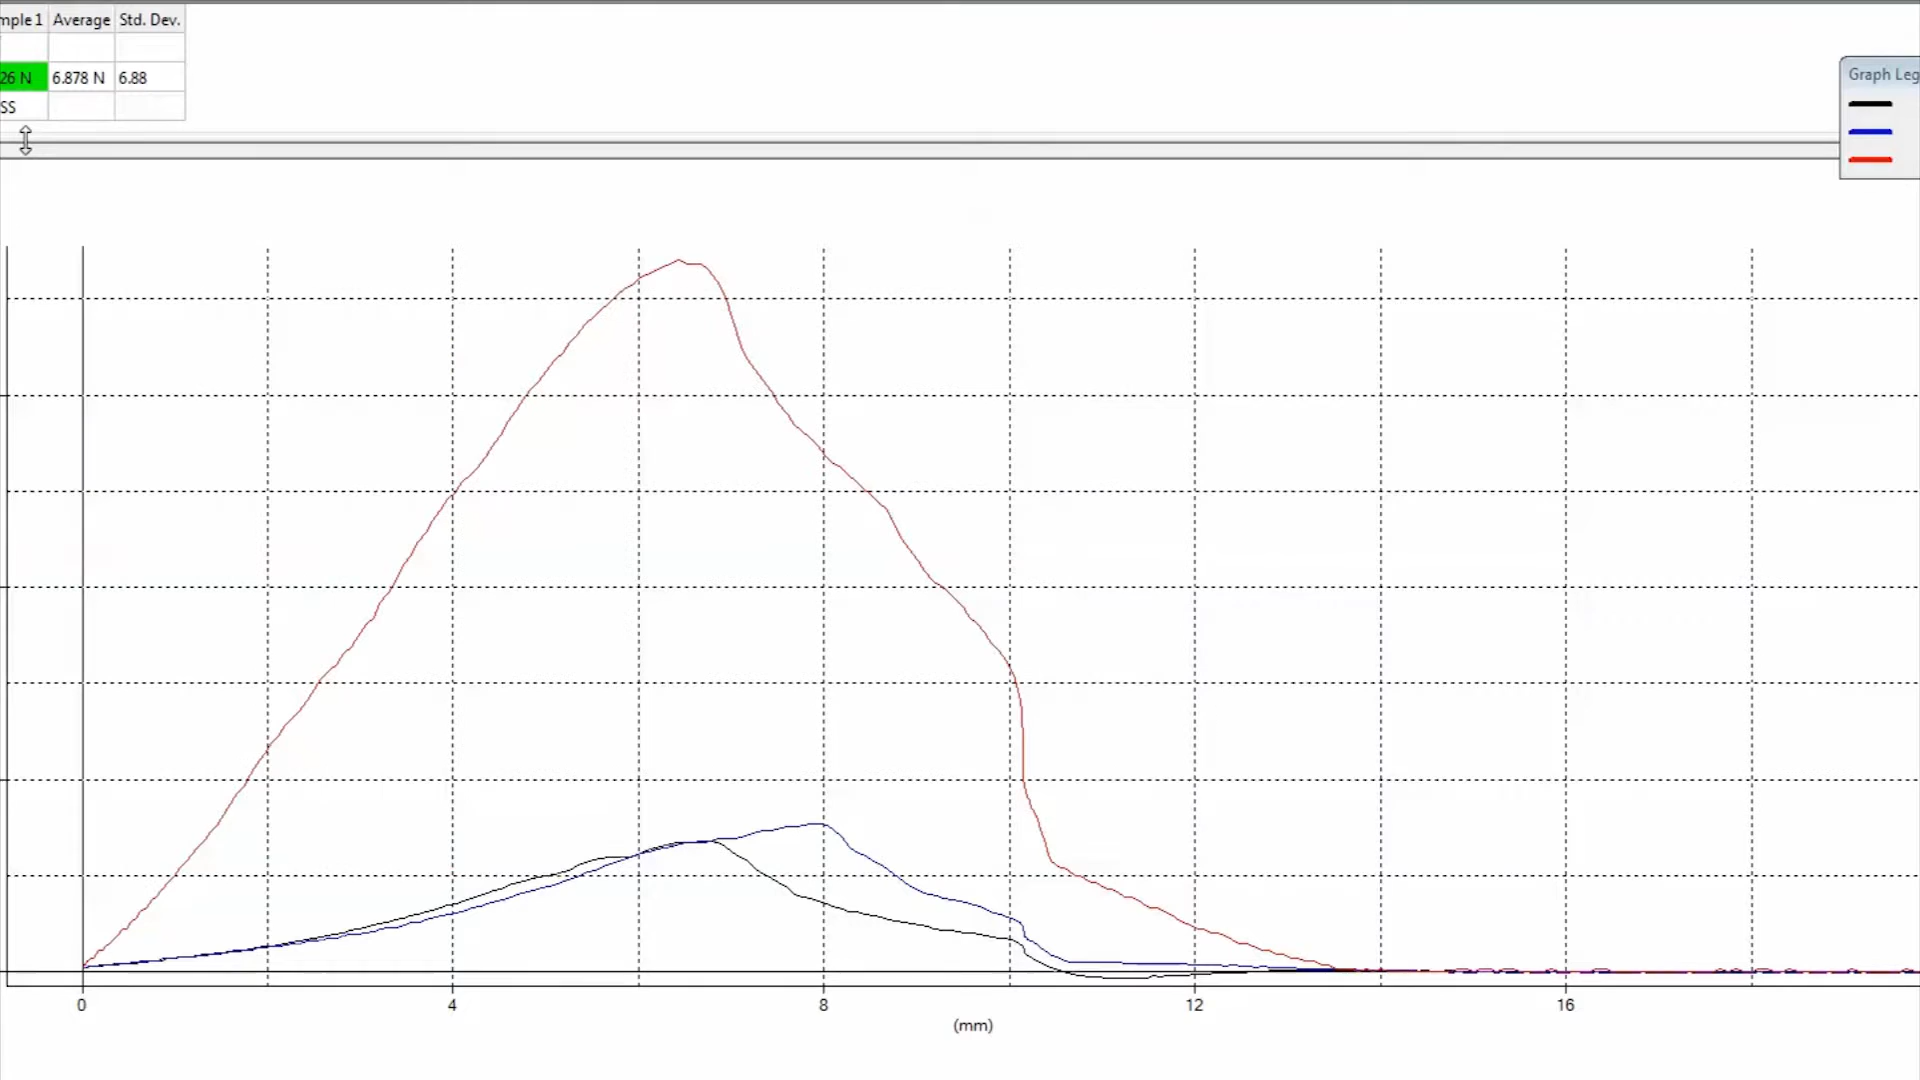 mple 1 Average Std. Dev.
26 N 6.878 N 6.88
SS
Graph Leg
0 4 8 12 16
(mm)